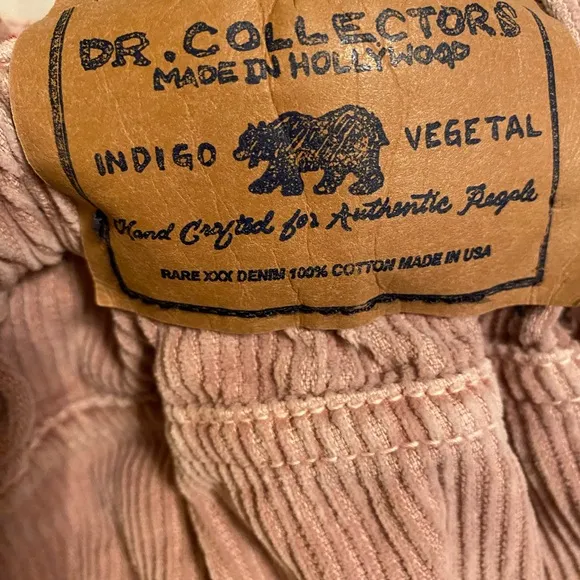 DR. COLLECTORS
MADE IN HOLLYWOOD
INDIGO VEGETAL
Hand Crafted for Authentic People
RARE XXX DENIM 100% COTTON MADE IN USA